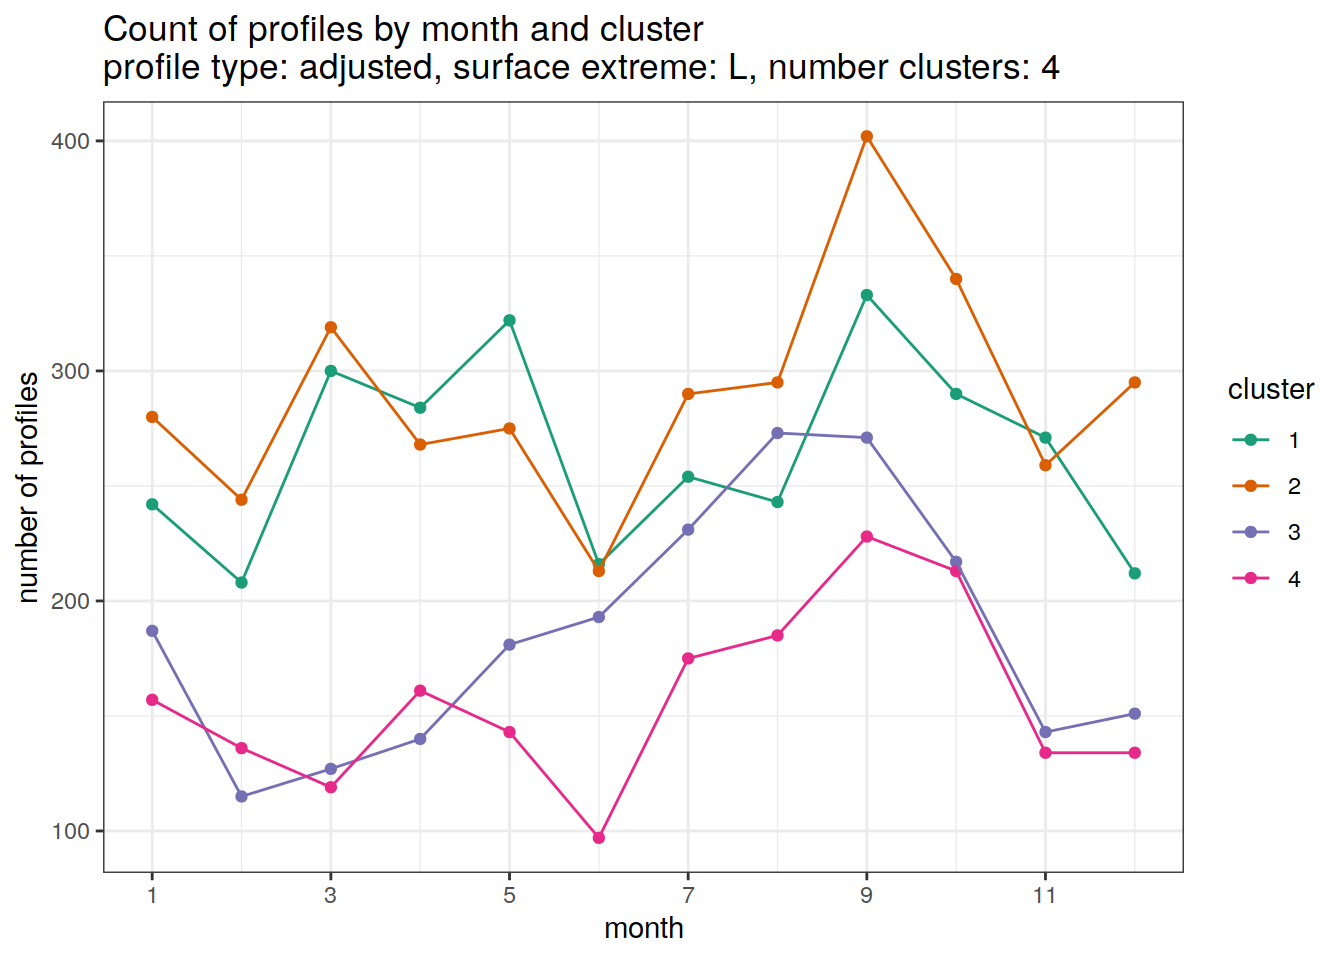 Count of profiles by month and cluster
profile type: adjusted, surface extreme: L, number clusters: 4
400
300
200
100
number of profiles
1 3 5 7 9 11
month
cluster
1
2
3
4